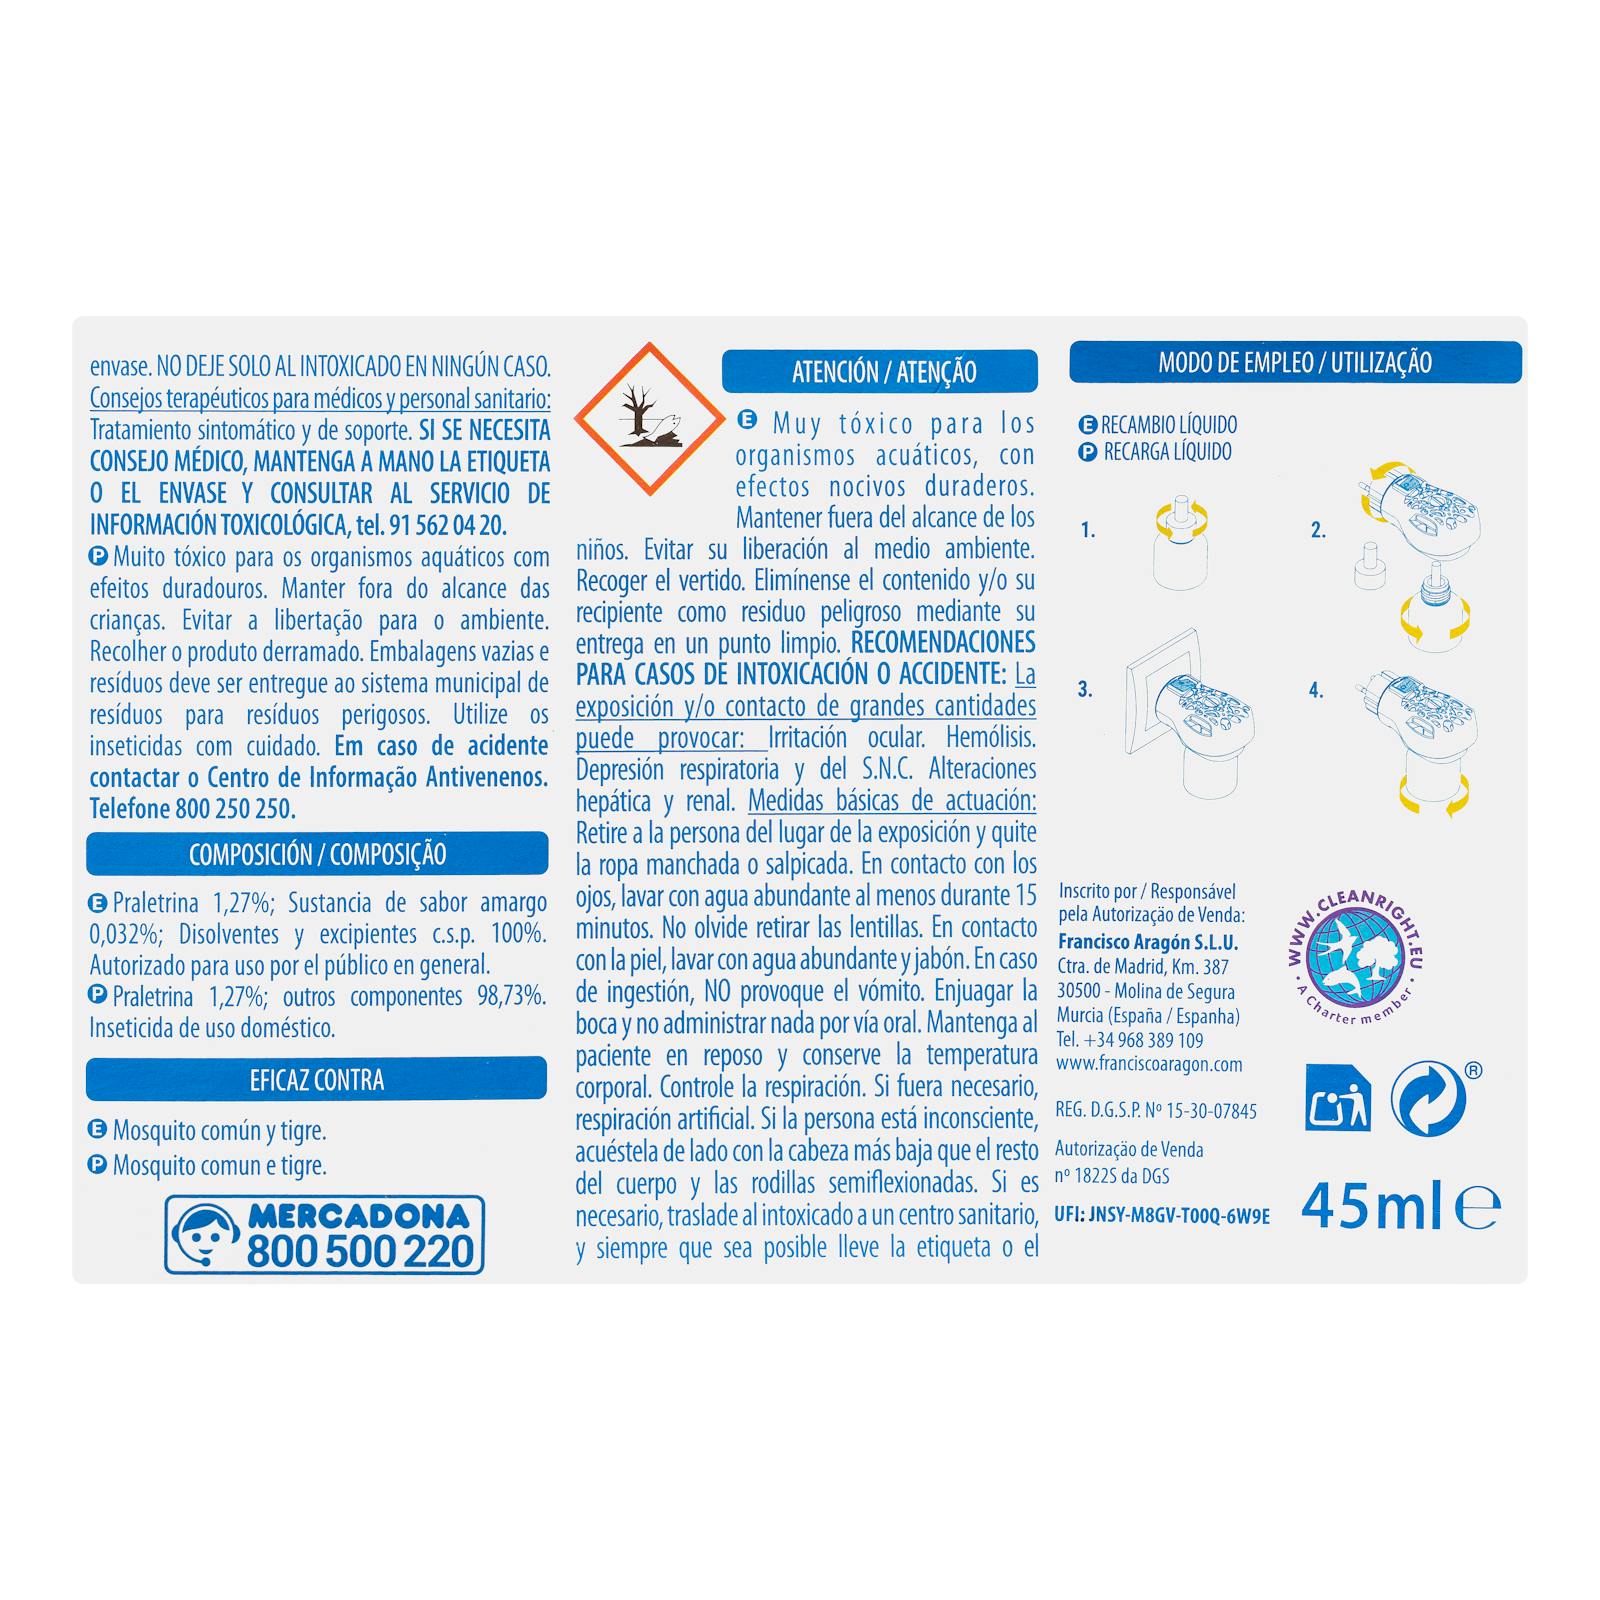 envase. NO DEJE SOLO AL INTOXICADO EN NINGÚN CASO.
Consejos terapéuticos para médicos y personal sanitario:
Tratamiento sintomático y de soporte. SI SE NECESITA
CONSEJO MÉDICO, MANTENGA A MANO LA ETIQUETA
O EL ENVASE Y CONSULTAR AL SERVICIO DE
INFORMACIÓN TOXICOLÓGICA, tel. 91 562 04 20.
P Muito tóxico para os organismos aquáticos com
efeitos duradouros. Manter fora do alcance das
crianças. Evitar a libertação para o ambiente.
Recolher o produto derramado. Embalagens vazias e
resíduos deve ser entregue ao sistema municipal de
resíduos para resíduos perigosos. Utilize os
inseticidas com cuidado. Em caso de acidente
contactar o Centro de Informação Antivenenos.
Telefone 800 250 250.
COMPOSICIÓN / COMPOSIÇÃO
E Praletrina 1,27%; Sustancia de sabor amargo
0,032%; Disolventes y excipientes c.s.p. 100%.
Autorizado para uso por el público en general.
P Praletrina 1,27%; outros componentes 98,73%.
Inseticida de uso doméstico.
EFICAZ CONTRA
E Mosquito común y tigre.
P Mosquito comun e tigre.
MERCADONA
800 500 220
ATENCIÓN / ATENÇÃO
E Muy tóxico para los
organismos acuáticos, con
efectos nocivos duraderos.
Mantener fuera del alcance de los
niños. Evitar su liberación al medio ambiente.
Recoger el vertido. Elimínense el contenido y/o su
recipiente como residuo peligroso mediante su
entrega en un punto limpio. RECOMENDACIONES
PARA CASOS DE INTOXICACIÓN O ACCIDENTE: La
exposición y/o contacto de grandes cantidades
puede provocar: Irritación ocular. Hemólisis.
Depresión respiratoria y del S.N.C. Alteraciones
hepática y renal. Medidas básicas de actuación:
Retire a la persona del lugar de la exposición y quite
la ropa manchada o salpicada. En contacto con los
ojos, lavar con agua abundante al menos durante 15
minutos. No olvide retirar las lentillas. En contacto
con la piel, lavar con agua abundante y jabón. En caso
de ingestión, NO provoque el vómito. Enjuagar la
boca y no administrar nada por vía oral. Mantenga al
paciente en reposo y conserve la temperatura
corporal. Controle la respiración. Si fuera necesario,
respiración artificial. Si la persona está inconsciente,
acuéstela de lado con la cabeza más baja que el resto
del cuerpo y las rodillas semiflexionadas. Si es
necesario, traslade al intoxicado a un centro sanitario,
y siempre que sea posible lleve la etiqueta o el
MODO DE EMPLEO / UTILIZAÇÃO
E RECAMBIO LÍQUIDO
P RECARGA LÍQUIDO
1.
2.
3.
4.
Inscrito por / Responsável
pela Autorização de Venda:
Francisco Aragón S.L.U.
Ctra. de Madrid, Km. 387
30500 - Molina de Segura
Murcia (España / Espanha)
Tel. +34 968 389 109
www.franciscoaragon.com
REG. D.G.S.P. Nº 15-30-07845
Autorização de Venda
nº 1822S da DGS
UFI: JNSY-M8GV-T00Q-6W9E
WWW.CLEANRIGHT.EU
A Charter member
®
45ml e